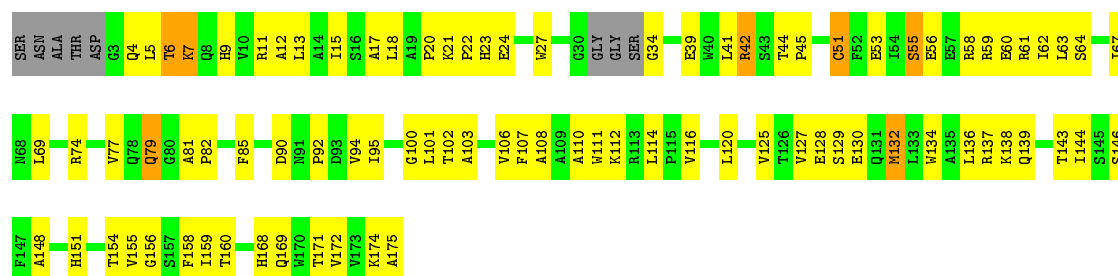 SER ASN ALA THR ASP G3 Q4 L5 T6 K7 Q8 H9 V10 R11 A12 L13 A14 I15 S16 A17 L18 A19 P20 K21 P22 H23 E24 W27 G30 GLY GLY SER G34 E39 W40 L41 R42 S43 T44 P45 C51 F52 E53 I54 S55 E56 E57 R58 R59 E60 R61 I62 L63 S64 I67
N68 L69 R74 V77 Q78 Q79 G80 A81 P82 F85 D90 N91 P92 D93 V94 I95 G100 L101 T102 A103 V106 F107 A108 A109 A110 W111 K112 R113 L114 P115 V116 L120 V125 T126 V127 E128 S129 E130 Q131 M132 L133 W134 A135 L136 R137 K138 Q139 T143 I144 S145 S146
F147 A148 H151 T154 V155 G156 S157 F158 I159 T160 H168 Q169 W170 T171 V172 V173 K174 A175